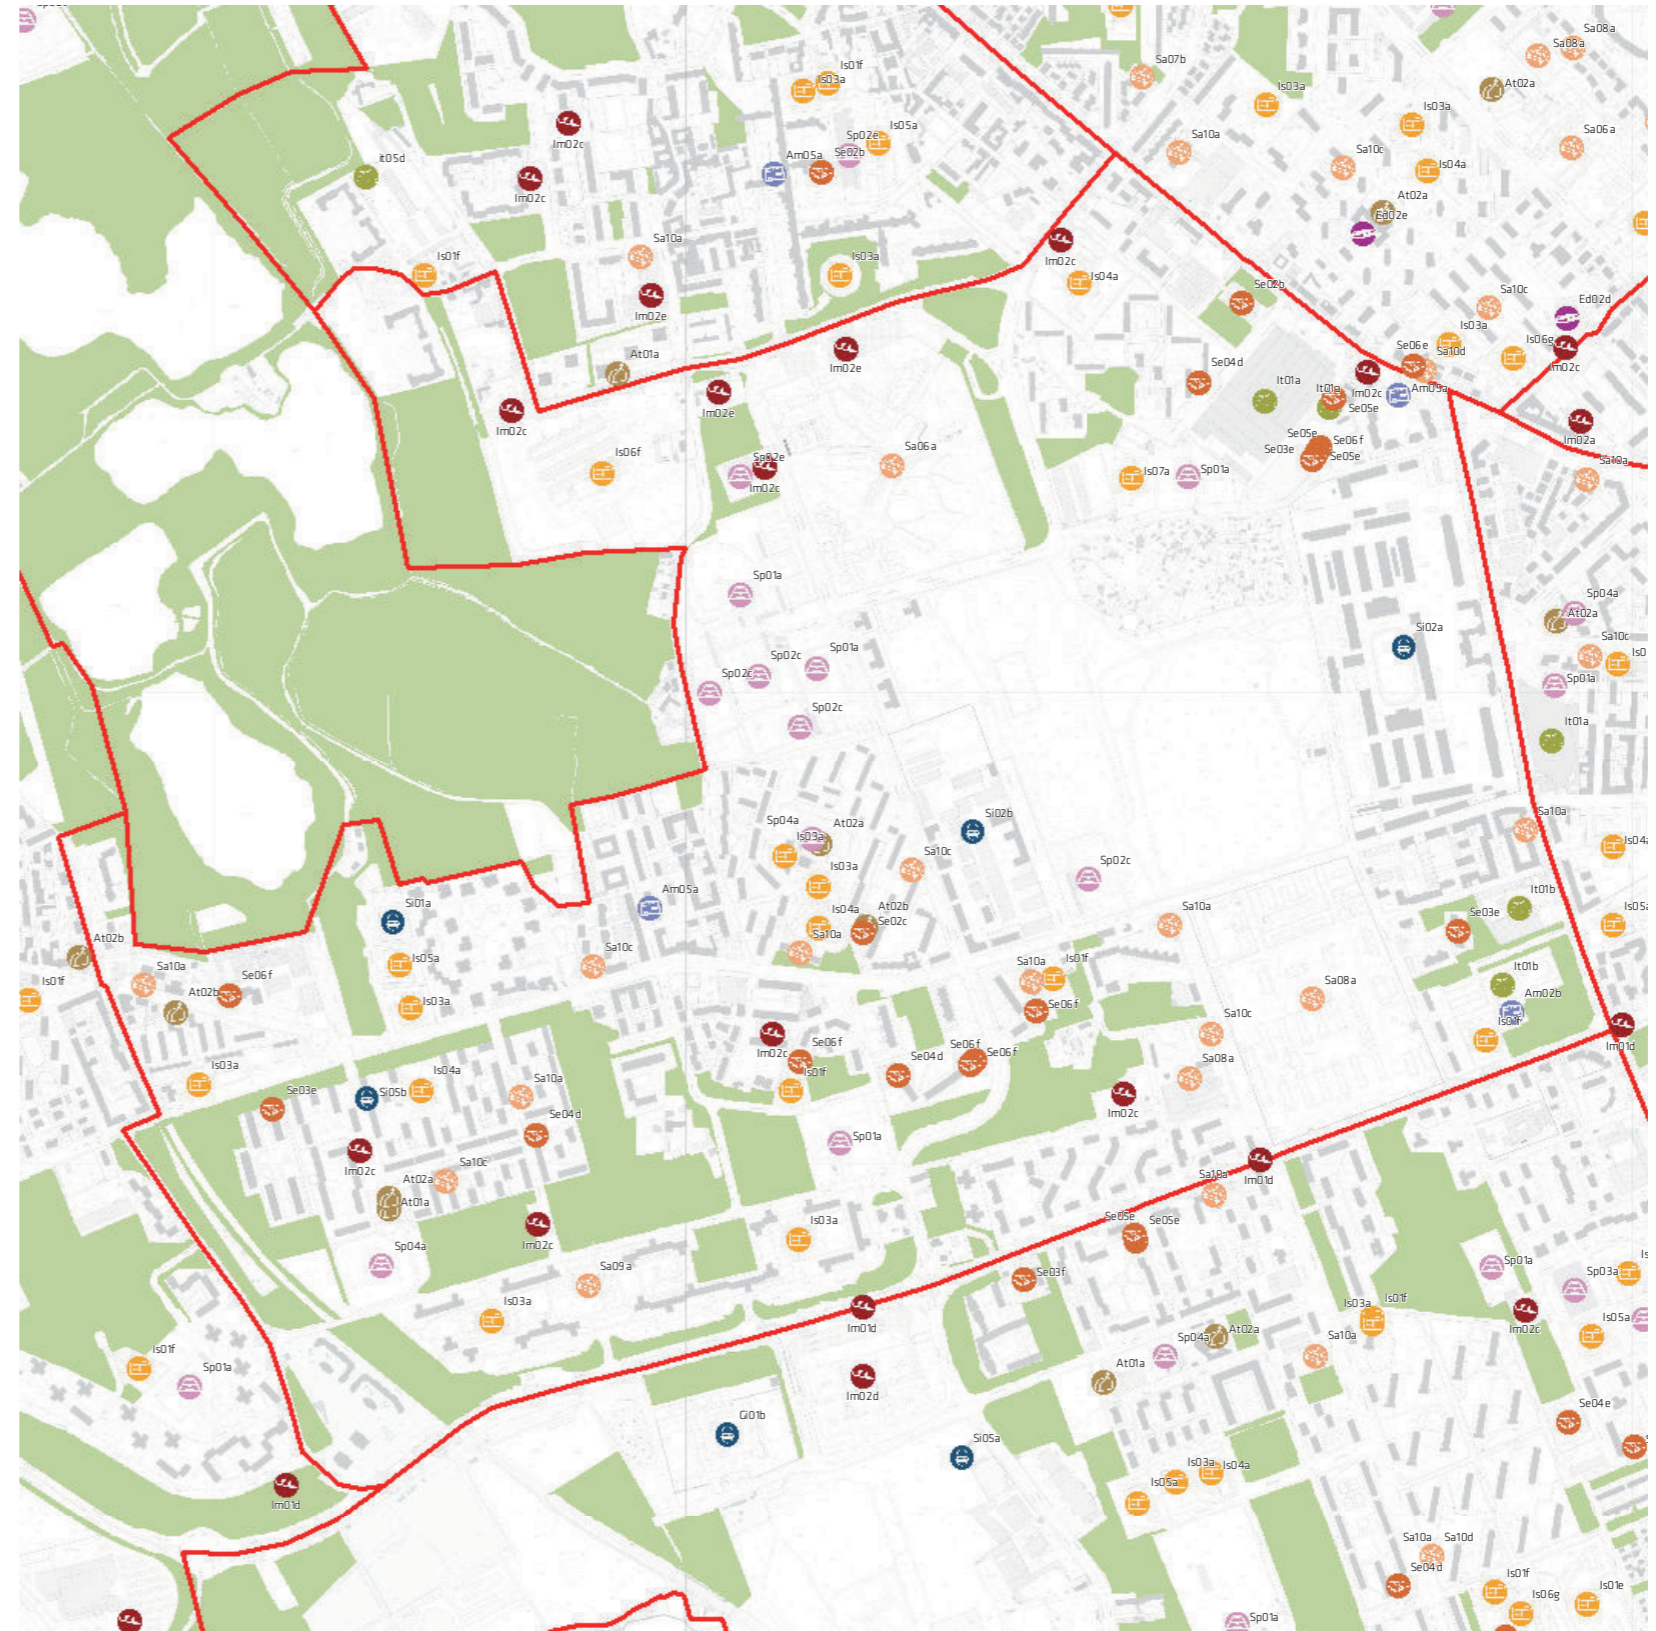 Sa08a
Sa08a
Is01f
Is03a
Sa07b
At02a
Is03a
Im02c
Is03a
Sp02e
Is05a
Sa06a
Sa10a
It05d
Am05a
Se02b
Sa10c
Is04a
Im02c
At02a
Ed02e
Sa10a
Is01f
Is03a
Im02c
Is04a
Se02b
Im02e
Sa10c
Ed02d
Is03a
Is06g
At01a
Im02e
Se04d
Se06e
Sa10d
Im02c
It01a
Im02c
Am05a
Im02e
Se05e
Im02c
Im02a
Is06f
Sp02e
Im02c
Sa06a
Is07a
Sp01a
Se05e
Se06f
Se03e
Se05e
Sa10a
Sp01a
Sp04a
At02a
Si02a
Sa10c
Is0
Sp02c
Sp02c
Sp01a
Sp01a
Sp02c
It01a
Sp04a
At02a
Is03a
Si02b
Sa10a
Is04a
Is03a
Sa10c
Sp02c
Am05a
Si01a
Is04a
At02b
Se02c
Sa10a
Sa10a
It01b
Se03e
Is05a
At02b
Sa10a
Se06f
Is05a
Sa10c
Sa10a
Is01f
Sa08a
It01b
Is01f
At02b
Is03a
Se06f
Am02b
Im02c
Se06f
Sa10c
Is01f
Im01d
Is03a
Is04a
Is01f
Se04d
Se06f
Se06f
Sa08a
Se03e
Si05b
Sa10a
Im02c
Se04d
Sp01a
Im02c
Sa10c
Im01d
At02a
At01a
Sa10a
Im02c
Is03a
Se05e
Se05e
Sp04a
Sa09a
Se03f
Sp01a
Sp03a
Is
Is03a
Im01d
Is03a
Is01f
Im02c
Is05a
Is01f
Sp01a
Im02d
At01a
Sp04a
At02a
Sa10a
Se04e
Si05a
Im01d
Is05a
Is03a
Is04a
Sa10a
Sa10d
Se04d
Is01f
Is06g
Is01e
Sp01a